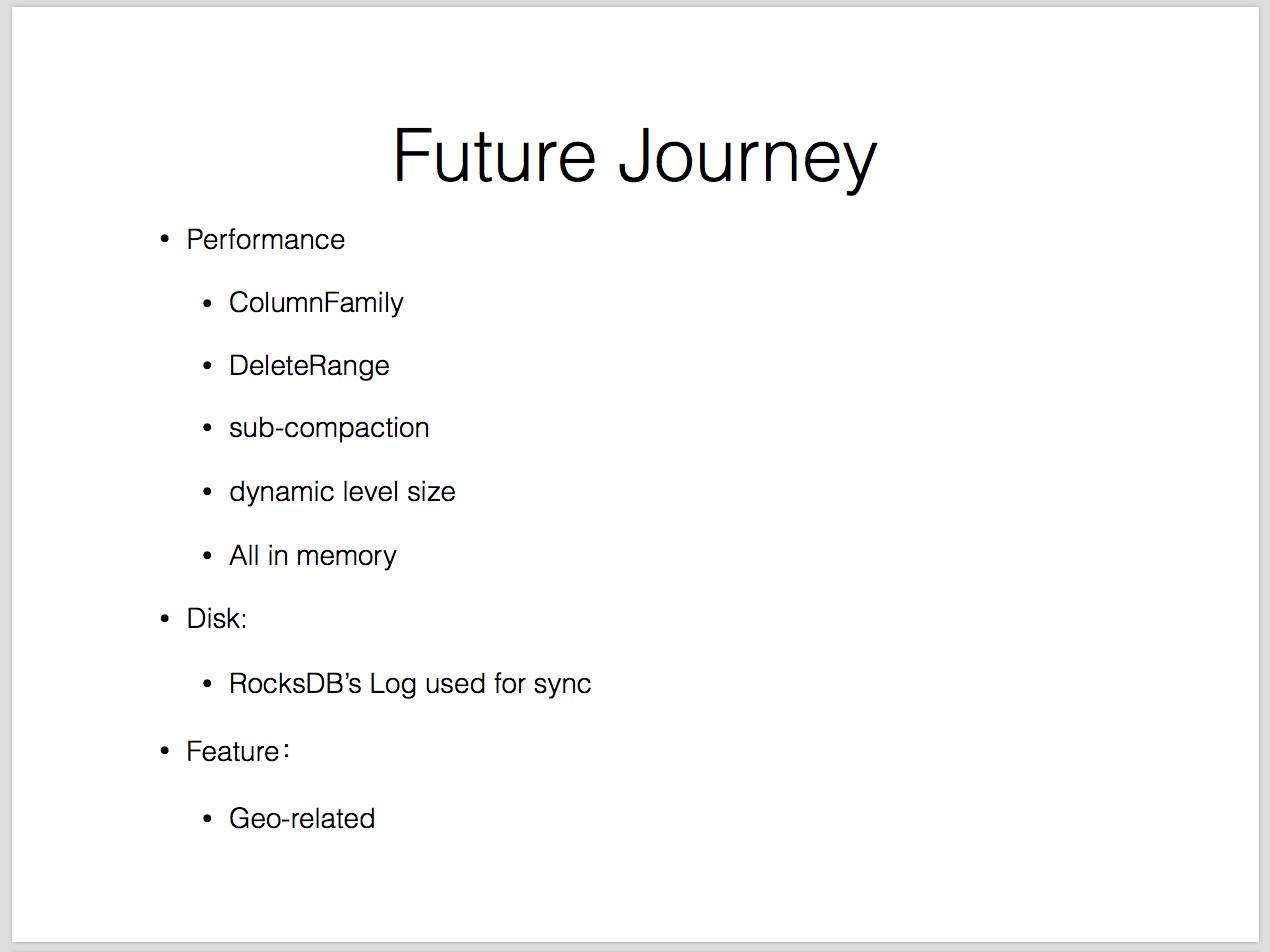 Future Journey
• Performance
• ColumnFamily
• DeleteRange
• sub-compaction
• dynamic level size
• All in memory
• Disk:
• RocksDB’s Log used for sync
• Feature：
• Geo-related